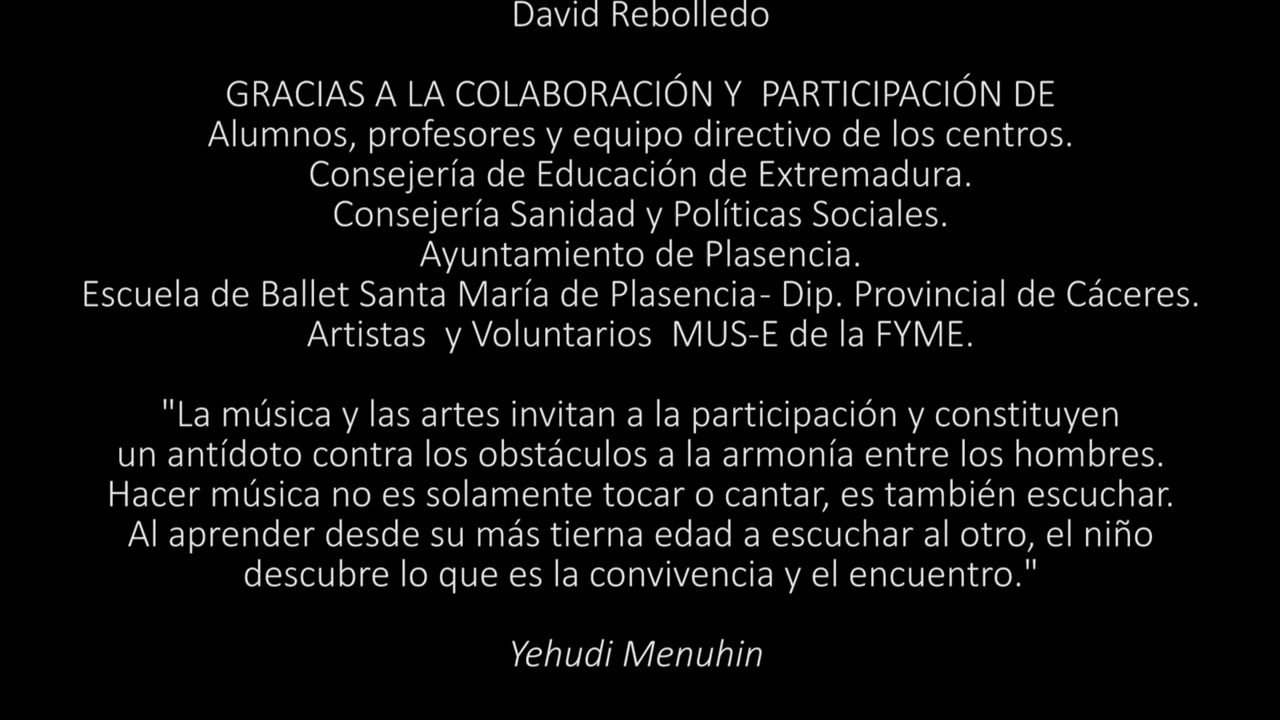 David Rebolledo
GRACIAS A LA COLABORACIÓN Y PARTICIPACIÓN DE
Alumnos, profesores y equipo directivo de los centros.
Consejería de Educación de Extremadura.
Consejería Sanidad y Políticas Sociales.
Ayuntamiento de Plasencia.
Escuela de Ballet Santa María de Plasencia- Dip. Provincial de Cáceres.
Artistas y Voluntarios MUS-E de la FYME.
"La música y las artes invitan a la participación y constituyen
un antídoto contra los obstáculos a la armonía entre los hombres.
Hacer música no es solamente tocar o cantar, es también escuchar.
Al aprender desde su más tierna edad a escuchar al otro, el niño
descubre lo que es la convivencia y el encuentro."
Yehudi Menuhin